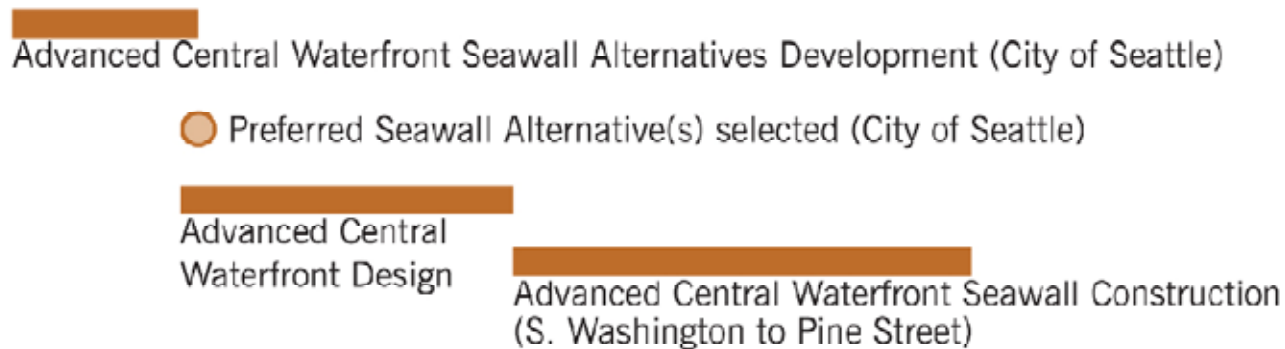 Advanced Central Waterfront Seawall Alternatives Development (City of Seattle)
Preferred Seawall Alternative(s) selected (City of Seattle)
Advanced Central
Waterfront Design
Advanced Central Waterfront Seawall Construction
(S. Washington to Pine Street)